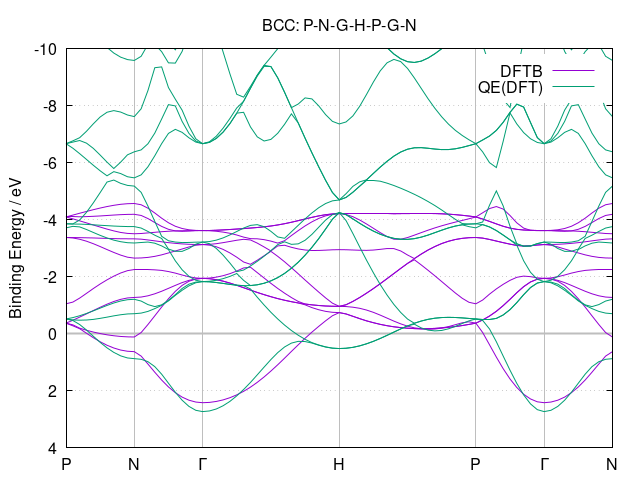 BCC: P-N-G-H-P-G-N
DFTB
QE(DFT)
Binding Energy / eV
-10
-8
-6
-4
-2
0
2
4
P N Γ H P Γ N